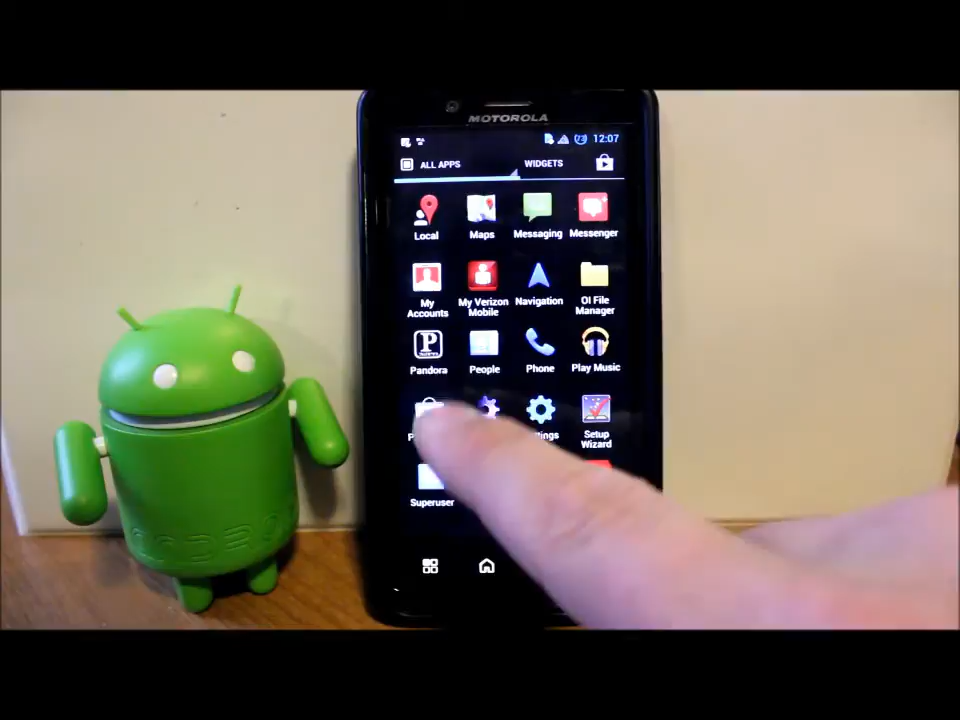 MOTOROLA
12:07
ALL APPS WIDGETS
Local Maps Messaging Messenger
My Accounts My Verizon Mobile Navigation OI File Manager
P
Pandora People Phone Play Music
Setup Wizard
Superuser